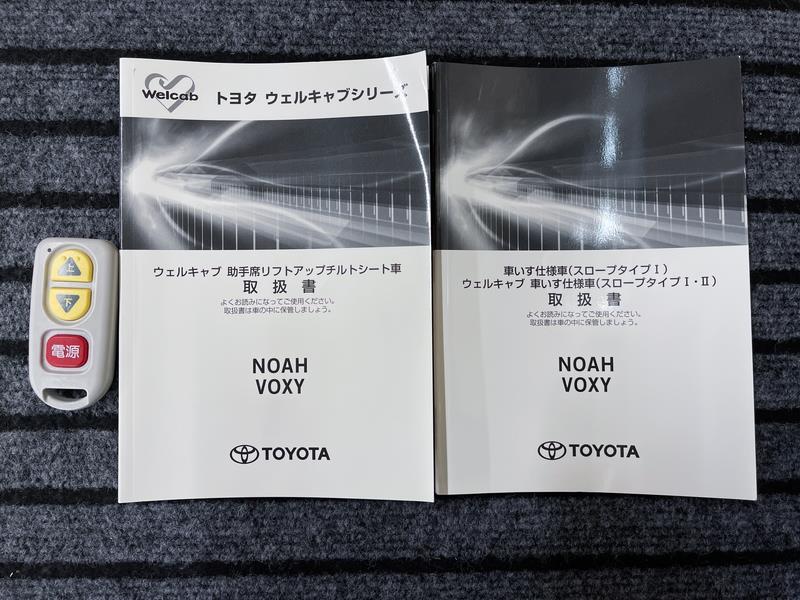 Welcab トヨタ ウェルキャブシリーズ
ウェルキャブ 助手席リフトアップチルトシート車
取 扱 書
よくお読みになってご使用ください。
取扱書は車の中に保管しましょう。
NOAH
VOXY
TOYOTA
車いす仕様車(スロープタイプⅠ)
ウェルキャブ 車いす仕様車(スロープタイプⅠ・Ⅱ)
取 扱 書
よくお読みになってご使用ください。
取扱書は車の中に保管しましょう。
NOAH
VOXY
TOYOTA
上
下
電源